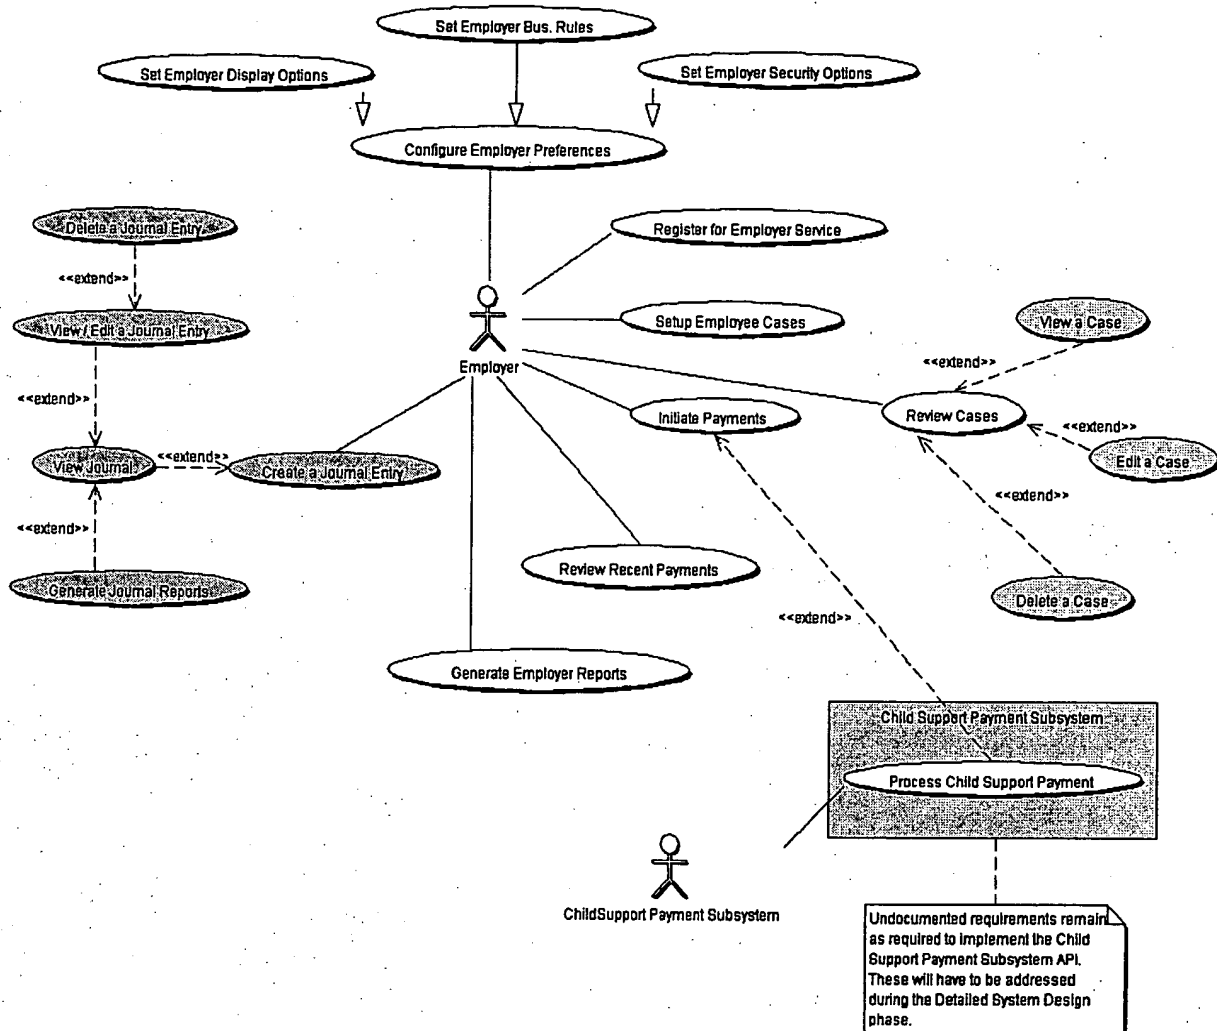 Set Employer Bus. Rules
Set Employer Display Options
Set Employer Security Options
Configure Employer Preferences
Delete a Journal Entry
Register for Employer Service
<<extend>>
View / Edit a Journal Entry
Setup Employee Cases
View a Case
Employer
<<extend>>
<<extend>>
Initiate Payments
Review Cases
<<extend>>
View Journal
<<extend>>
Create a Journal Entry
Edit a Case
<<extend>>
<<extend>>
Generate Journal Reports
Review Recent Payments
Delete a Case
<<extend>>
Generate Employer Reports
Child Support Payment Subsystem
Process Child Support Payment
ChildSupport Payment Subsystem
Undocumented requirements remain
as required to implement the Child
Support Payment Subsystem API.
These will have to be addressed
during the Detailed System Design
phase.